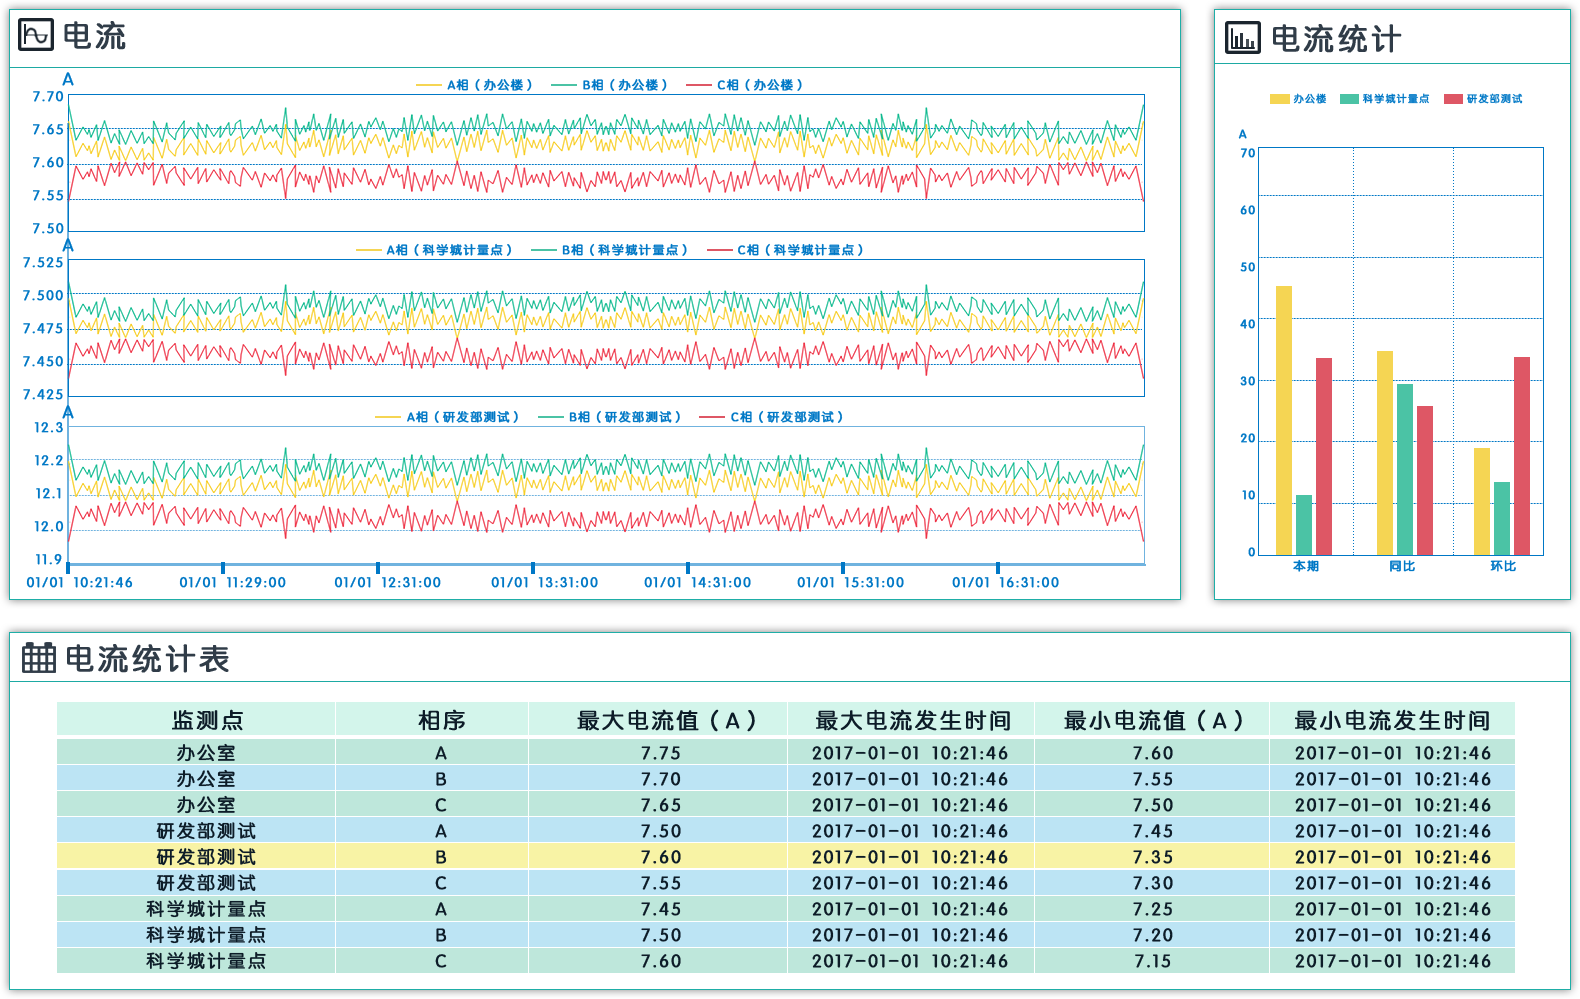 电流
A
A相（办公楼） B相（办公楼） C相（办公楼）
7.70
7.65
7.60
7.55
7.50
A
A相（科学城计量点） B相（科学城计量点） C相（科学城计量点）
7.525
7.500
7.475
7.450
7.425
A
A相（研发部测试） B相（研发部测试） C相（研发部测试）
12.3
12.2
12.1
12.0
11.9
01/01 10:21:46 01/01 11:29:00 01/01 12:31:00 01/01 13:31:00 01/01 14:31:00 01/01 15:31:00 01/01 16:31:00
电流统计
办公楼 科学城计量点 研发部测试
A
70
60
50
40
30
20
10
0
本期 同比 环比
电流统计表
监测点 相序 最大电流值（A） 最大电流发生时间 最小电流值（A） 最小电流发生时间
办公室 A 7.75 2017-01-01 10:21:46 7.60 2017-01-01 10:21:46
办公室 B 7.70 2017-01-01 10:21:46 7.55 2017-01-01 10:21:46
办公室 C 7.65 2017-01-01 10:21:46 7.50 2017-01-01 10:21:46
研发部测试 A 7.50 2017-01-01 10:21:46 7.45 2017-01-01 10:21:46
研发部测试 B 7.60 2017-01-01 10:21:46 7.35 2017-01-01 10:21:46
研发部测试 C 7.55 2017-01-01 10:21:46 7.30 2017-01-01 10:21:46
科学城计量点 A 7.45 2017-01-01 10:21:46 7.25 2017-01-01 10:21:46
科学城计量点 B 7.50 2017-01-01 10:21:46 7.20 2017-01-01 10:21:46
科学城计量点 C 7.60 2017-01-01 10:21:46 7.15 2017-01-01 10:21:46